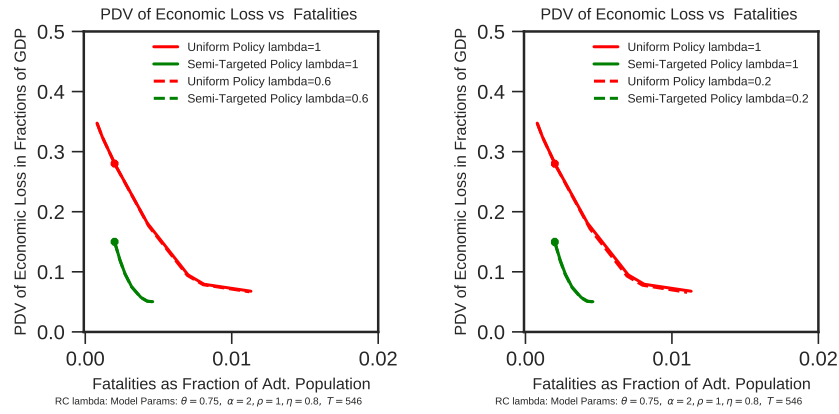 PDV of Economic Loss vs Fatalities
PDV of Economic Loss in Fractions of GDP
0.5
0.4
0.3
0.2
0.1
0.0
Uniform Policy lambda=1
Semi-Targeted Policy lambda=1
Uniform Policy lambda=0.6
Semi-Targeted Policy lambda=0.6
0.00 0.01 0.02
Fatalities as Fraction of Adt. Population
RC lambda: Model Params: θ = 0.75, α = 2, ρ = 1, η = 0.8, T = 546
PDV of Economic Loss vs Fatalities
PDV of Economic Loss in Fractions of GDP
0.5
0.4
0.3
0.2
0.1
0.0
Uniform Policy lambda=1
Semi-Targeted Policy lambda=1
Uniform Policy lambda=0.2
Semi-Targeted Policy lambda=0.2
0.00 0.01 0.02
Fatalities as Fraction of Adt. Population
RC lambda: Model Params: θ = 0.75, α = 2, ρ = 1, η = 0.8, T = 546